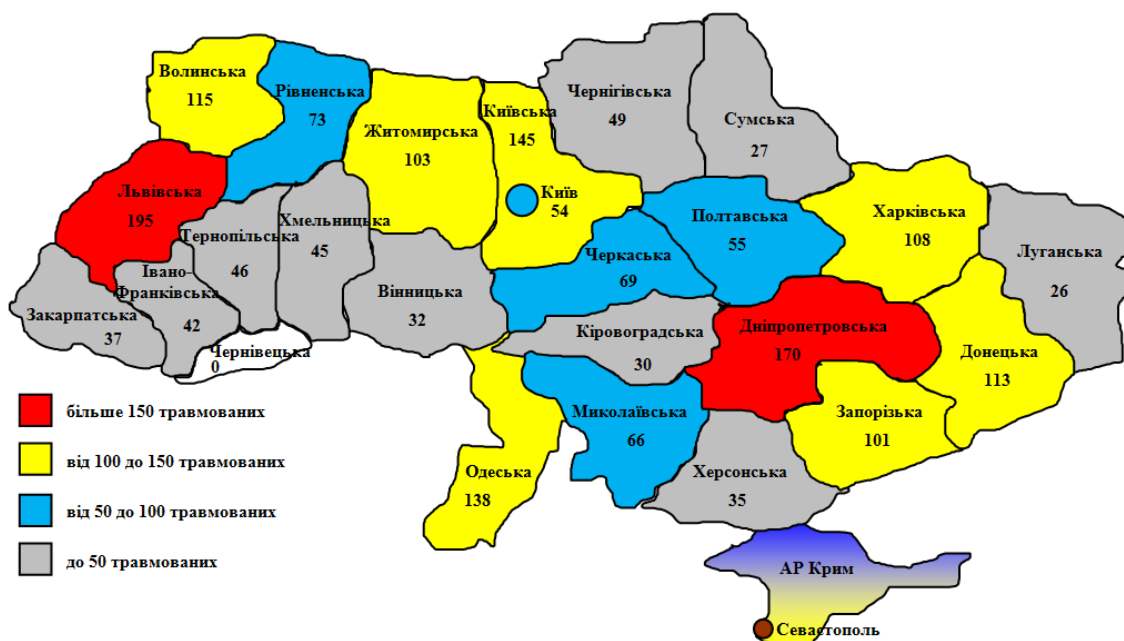 Волинська
115
Рівненська
73
Житомирська
103
Київська
145
Чернігівська
49
Сумська
27
Київ
54
Львівська
195
Тернопільська
46
Хмельницька
45
Івано-
Франківська
42
Закарпатська
37
Чернівецька
0
Вінницька
32
Черкаська
69
Полтавська
55
Харківська
108
Луганська
26
Кіровоградська
30
Дніпропетровська
170
Донецька
113
Запорізька
101
Миколаївська
66
Одеська
138
Херсонська
35
АР Крим
Севастополь
більше 150 травмованих
від 100 до 150 травмованих
від 50 до 100 травмованих
до 50 травмованих